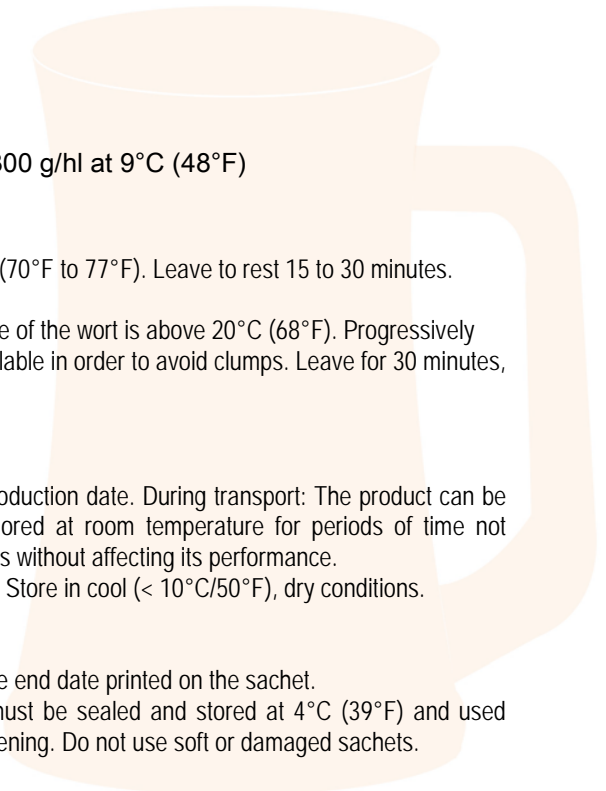 00 g/hl at 9°C (48°F)
(70°F to 77°F). Leave to rest 15 to 30 minutes.
e of the wort is above 20°C (68°F). Progressively
lable in order to avoid clumps. Leave for 30 minutes,
oduction date. During transport: The product can be
ored at room temperature for periods of time not
s without affecting its performance.
Store in cool (< 10°C/50°F), dry conditions.
e end date printed on the sachet.
nust be sealed and stored at 4°C (39°F) and used
ening. Do not use soft or damaged sachets.